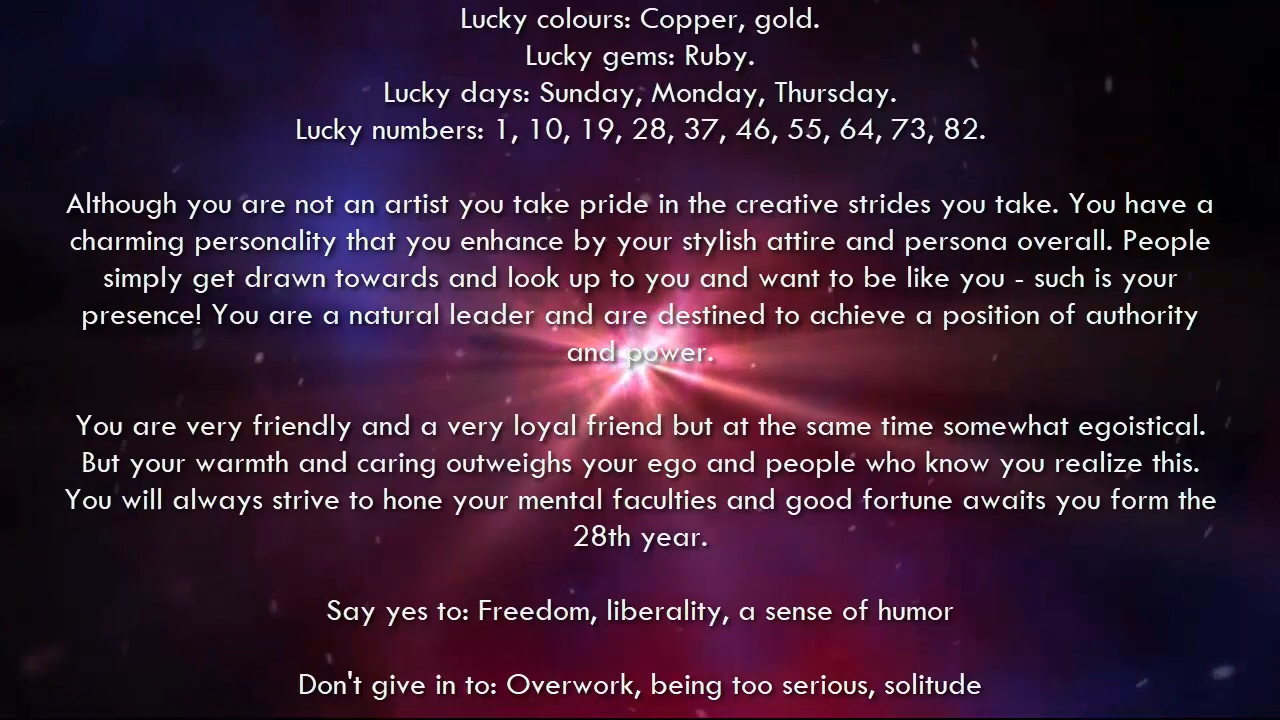 Lucky colours: Copper, gold.
Lucky gems: Ruby.
Lucky days: Sunday, Monday, Thursday.
Lucky numbers: 1, 10, 19, 28, 37, 46, 55, 64, 73, 82.
Although you are not an artist you take pride in the creative strides you take. You have a
charming personality that you enhance by your stylish attire and persona overall. People
simply get drawn towards and look up to you and want to be like you - such is your
presence! You are a natural leader and are destined to achieve a position of authority
and power.
You are very friendly and a very loyal friend but at the same time somewhat egoistical.
But your warmth and caring outweighs your ego and people who know you realize this.
You will always strive to hone your mental faculties and good fortune awaits you form the
28th year.
Say yes to: Freedom, liberality, a sense of humor
Don't give in to: Overwork, being too serious, solitude